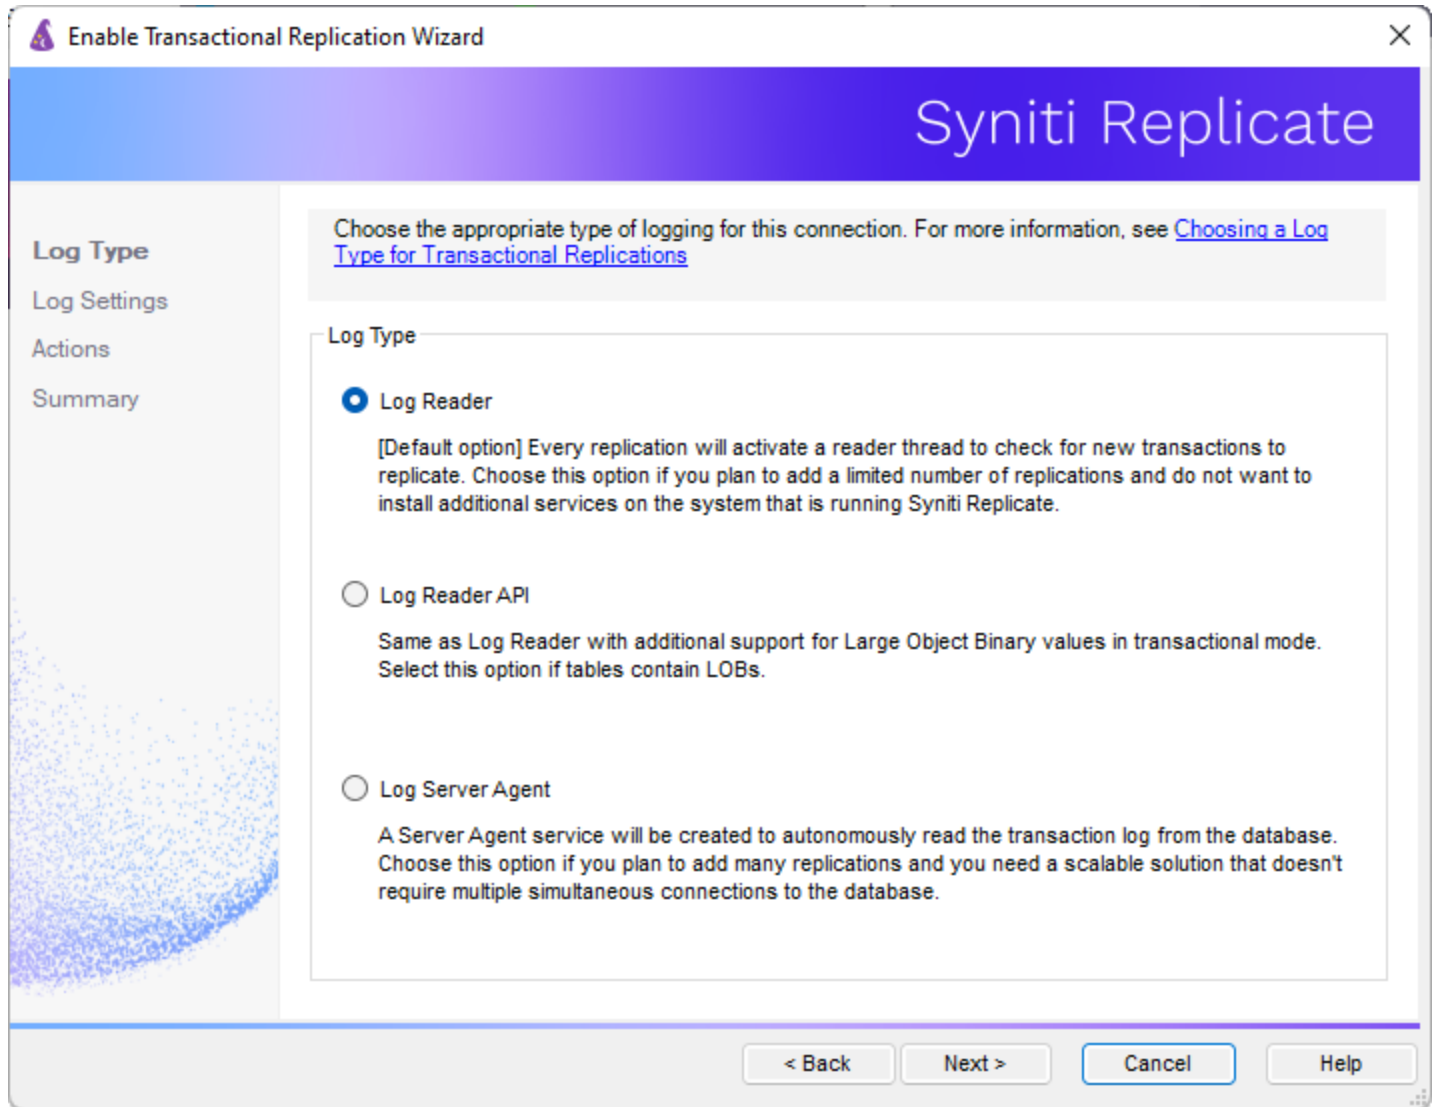 Enable Transactional Replication Wizard
Syniti Replicate
Log Type
Log Settings
Actions
Summary
Choose the appropriate type of logging for this connection. For more information, see Choosing a Log
Type for Transactional Replications
Log Type
Log Reader
[Default option] Every replication will activate a reader thread to check for new transactions to
replicate. Choose this option if you plan to add a limited number of replications and do not want to
install additional services on the system that is running Syniti Replicate.
Log Reader API
Same as Log Reader with additional support for Large Object Binary values in transactional mode.
Select this option if tables contain LOBs.
Log Server Agent
A Server Agent service will be created to autonomously read the transaction log from the database.
Choose this option if you plan to add many replications and you need a scalable solution that doesn't
require multiple simultaneous connections to the database.
< Back
Next >
Cancel
Help